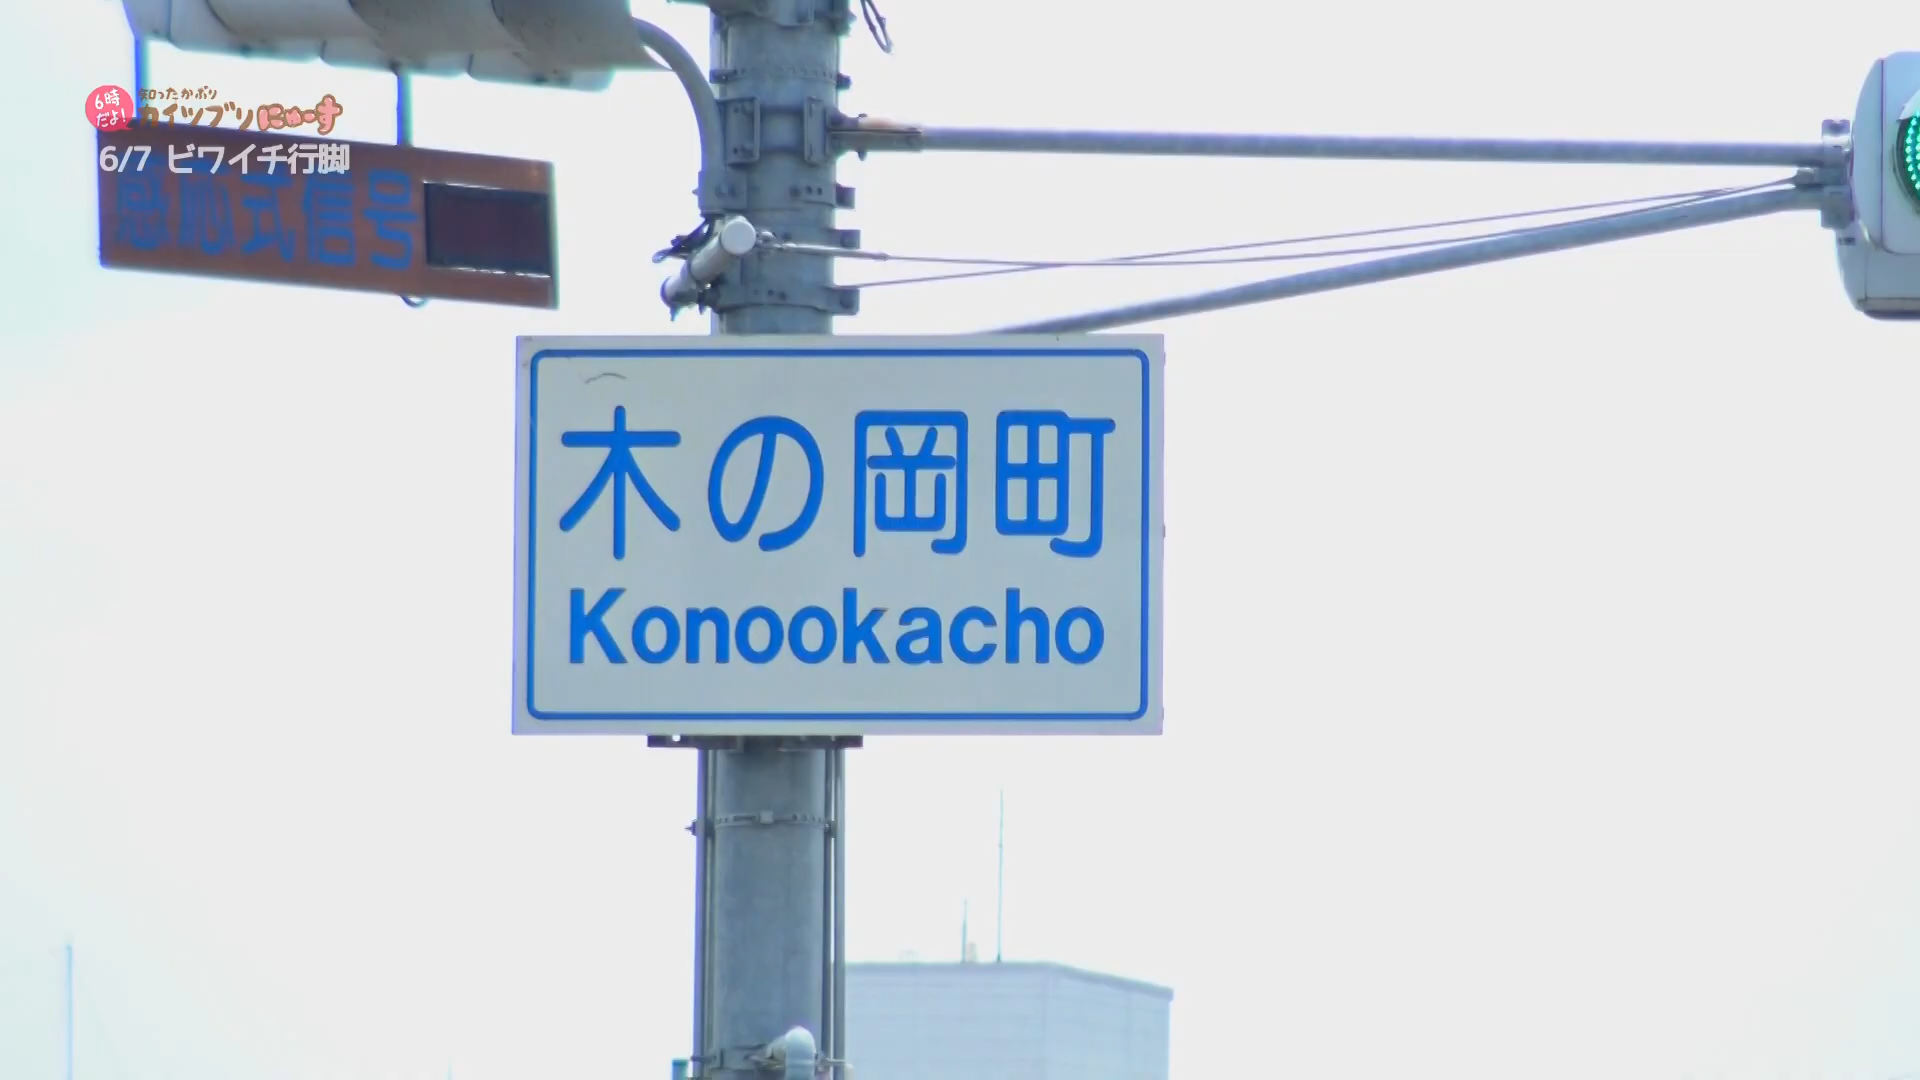 6時だよ!
知ったかぶり
カイツブリにゅーす
6/7 ビワイチ行脚
感応式信号
木の岡町
Konookacho